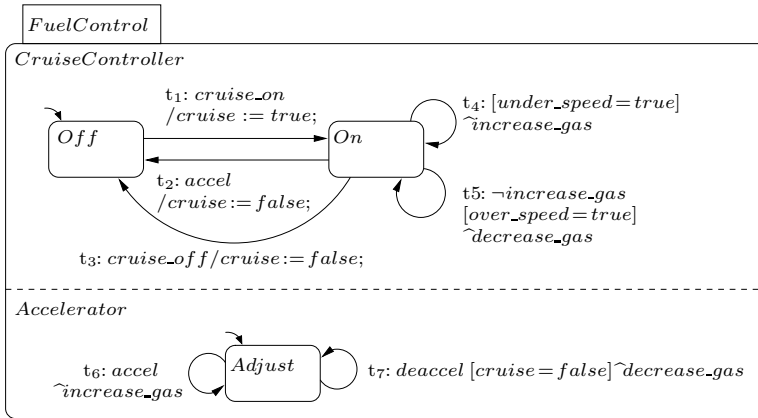 FuelControl
CruiseController
Off
t₁: cruise_on
/cruise := true;
On
t₄: [under_speed=true]
^increase_gas
t₂: accel
/cruise:=false;
t5: ¬increase_gas
[over_speed=true]
^decrease_gas
t₃: cruise_off/cruise:=false;
Accelerator
t₆: accel
^increase_gas
Adjust
t₇: deaccel [cruise=false]^decrease_gas